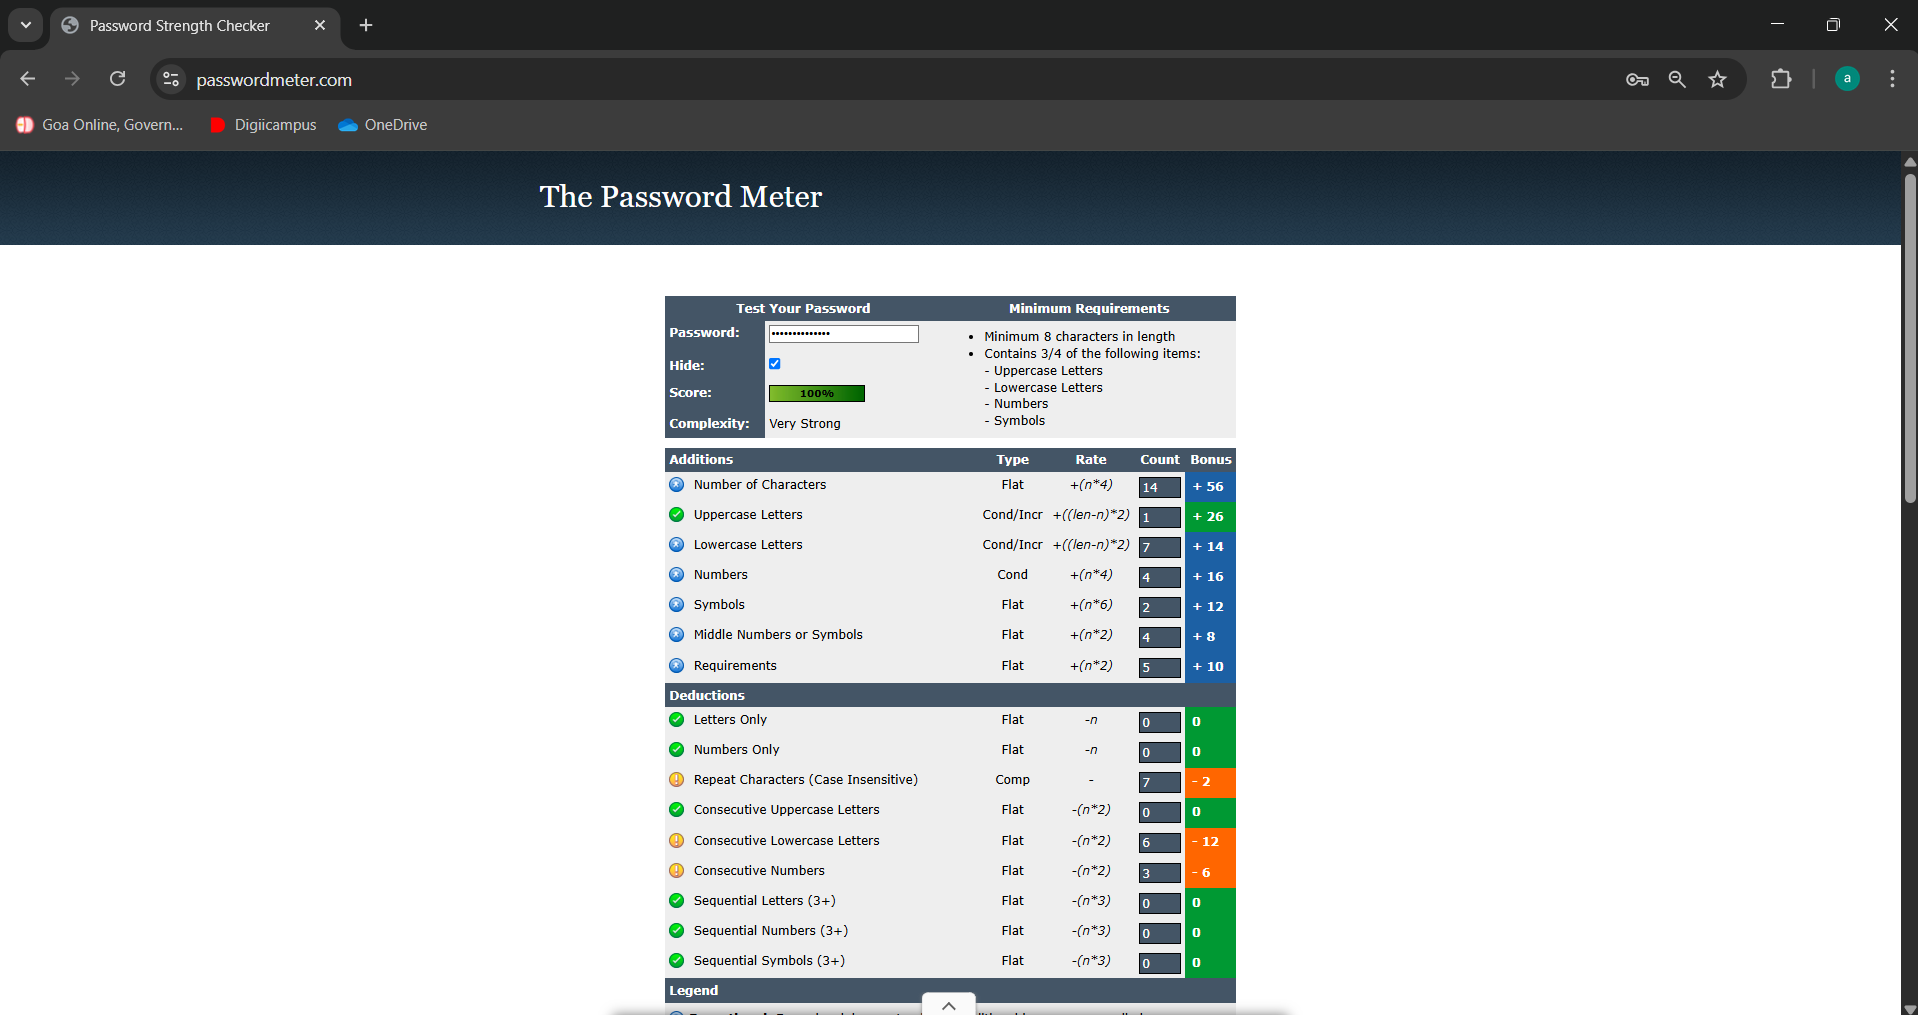 Password Strength Checker
passwordmeter.com
a
Goa Online, Govern... Digiicampus OneDrive
The Password Meter
Test Your Password Minimum Requirements
Password: ••••••••••••••
Hide:
Score: 100%
Complexity: Very Strong
• Minimum 8 characters in length
• Contains 3/4 of the following items:
- Uppercase Letters
- Lowercase Letters
- Numbers
- Symbols
Additions Type Rate Count Bonus
Number of Characters Flat +(n*4) 14 + 56
Uppercase Letters Cond/Incr +((len-n)*2) 1 + 26
Lowercase Letters Cond/Incr +((len-n)*2) 7 + 14
Numbers Cond +(n*4) 4 + 16
Symbols Flat +(n*6) 2 + 12
Middle Numbers or Symbols Flat +(n*2) 4 + 8
Requirements Flat +(n*2) 5 + 10
Deductions
Letters Only Flat -n 0 0
Numbers Only Flat -n 0 0
Repeat Characters (Case Insensitive) Comp - 7 - 2
Consecutive Uppercase Letters Flat -(n*2) 0 0
Consecutive Lowercase Letters Flat -(n*2) 6 - 12
Consecutive Numbers Flat -(n*2) 3 - 6
Sequential Letters (3+) Flat -(n*3) 0 0
Sequential Numbers (3+) Flat -(n*3) 0 0
Sequential Symbols (3+) Flat -(n*3) 0 0
Legend